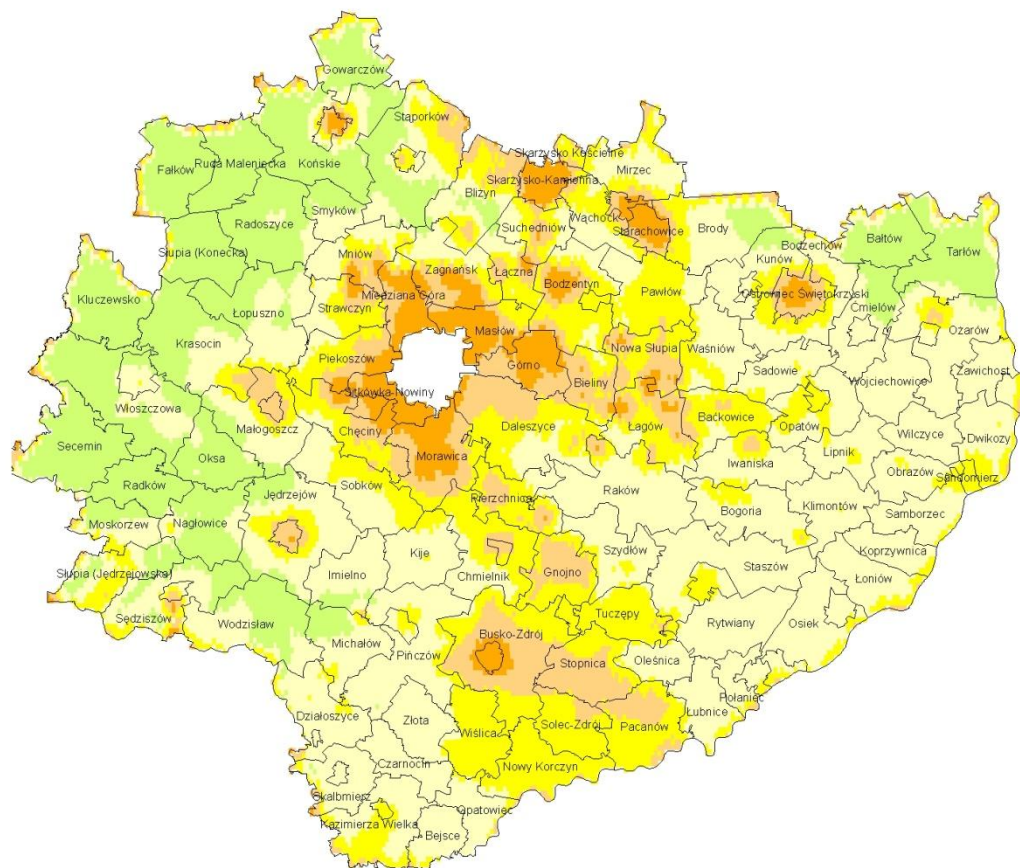 Gowarczów
Stąporków
Fałków
Ruda Maleniecka
Końskie
Skarżysko Kościelne
Skarżysko-Kamienna
Mirzec
Bliżyn
Smyków
Radoszyce
Suchedniów
Wąchock
Starachowice
Brody
Bodzechów
Kunów
Bałtów
Tarłów
Słupia (Konecka)
Mniów
Zagnańsk
Łączna
Bodzentyn
Pawłów
Ostrowiec Świętokrzyski
Ćmielów
Kluczewsko
Łopuszno
Strawczyn
Miedziana Góra
Masłów
Ożarów
Krasocin
Piekoszów
Górno
Nowa Słupia
Waśniów
Sadowie
Wojciechowice
Zawichost
Włoszczowa
Sitkówka-Nowiny
Bieliny
Małogoszcz
Chęciny
Daleszyce
Łagów
Baćkowice
Opatów
Wilczyce
Dwikozy
Secemin
Oksa
Morawica
Iwaniska
Lipnik
Obrazów
Sandomierz
Radków
Sobków
Jędrzejów
Pierzchnica
Raków
Bogoria
Klimontów
Samborzec
Moskorzew
Nagłowice
Kije
Szydłów
Koprzywnica
Słupia (Jędrzejowska)
Imielno
Chmielnik
Gnojno
Staszów
Łoniów
Sędziszów
Wodzisław
Michałów
Pińczów
Busko-Zdrój
Tuczępy
Rytwiany
Osiek
Stopnica
Oleśnica
Połaniec
Łubnice
Działoszyce
Złota
Wiślica
Solec-Zdrój
Pacanów
Czarnocin
Nowy Korczyn
Skalbmierz
Kazimierza Wielka
Opatowiec
Bejsce